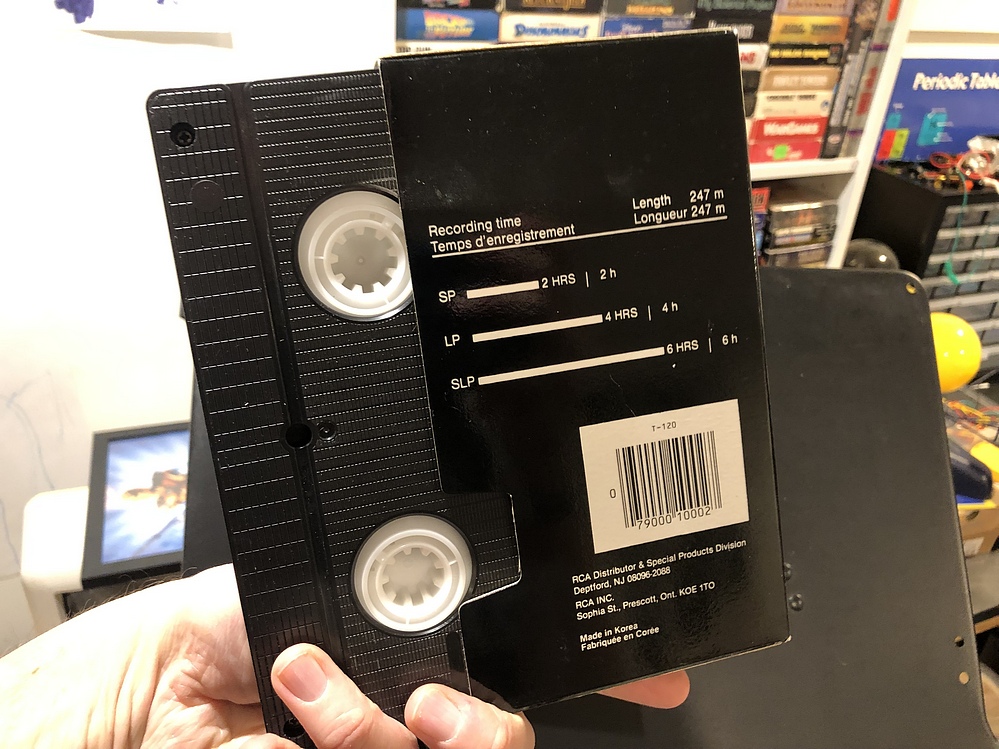 Periodic Table
WARGAMES
Recording time
Temps d'enregistrement
Length 247 m
Longueur 247 m
SP 2 HRS | 2 h
LP 4 HRS | 4 h
SLP 6 HRS | 6 h
T-120
0 79000 10002
RCA Distributor & Special Products Division
Deptford, NJ 08096-2088
RCA INC.
Sophia St., Prescott, Ont. KOE 1TO
Made in Korea
Fabriquée en Corée